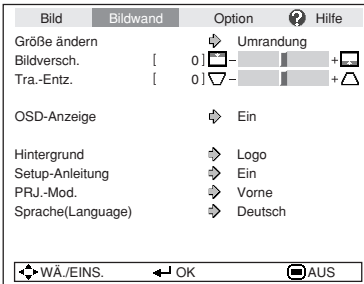 Bild Bildwand Option Hilfe
Größe ändern Umrandung
Bildversch. [ 0 ] - +
Tra.-Entz. [ 0 ] - +
OSD-Anzeige Ein
Hintergrund Logo
Setup-Anleitung Ein
PRJ.-Mod. Vorne
Sprache(Language) Deutsch
WÄ./EINS. OK AUS